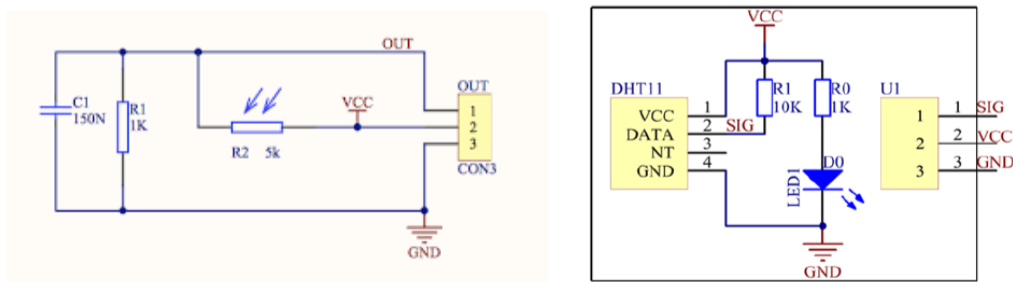 OUT
C1
150N
R1
1K
R2 5k
VCC
OUT
1
2
3
CON3
GND
VCC
DHT11
VCC 1
DATA 2 SIG
NT 3
GND 4
R1
10K
R0
1K
LED1
D0
GND
U1
1 1 SIG
2 2 VCC
3 3 GND